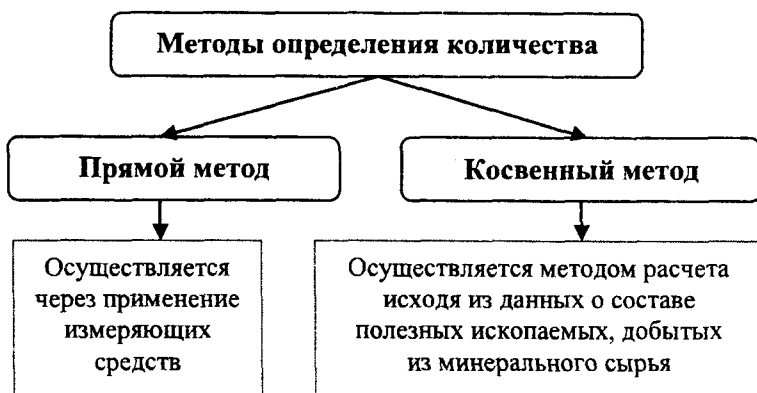 Методы определения количества
Прямой метод
Косвенный метод
Осуществляется
через применение
измеряющих
средств
Осуществляется методом расчета
исходя из данных о составе
полезных ископаемых, добытых
из минерального сырья